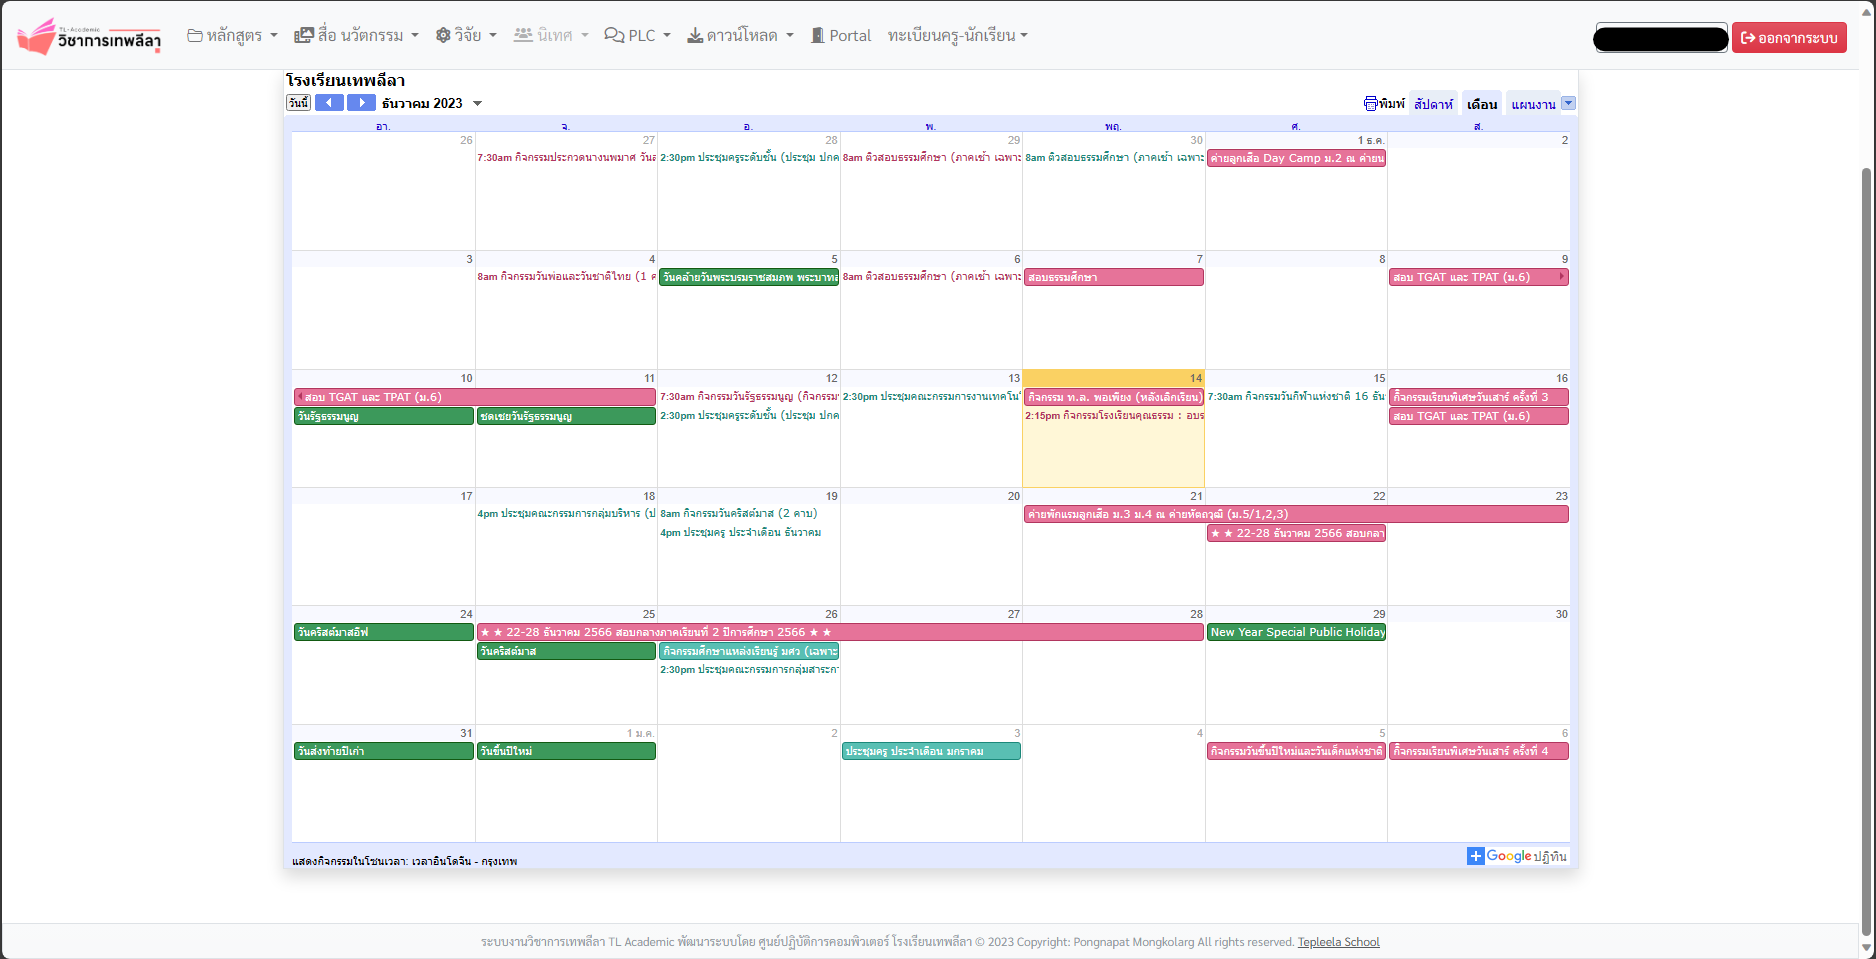 TL-Academic
วิชาการเทพลีลา
หลักสูตร
สื่อ นวัตกรรม
วิจัย
นิเทศ
PLC
ดาวน์โหลด
Portal
ทะเบียนครู-นักเรียน
ออกจากระบบ
โรงเรียนเทพลีลา
วันนี้
ธันวาคม 2023
พิมพ์
สัปดาห์
เดือน
แผนงาน
อา. จ. อ. พ. พฤ. ศ. ส.
26 27 28 29 30 1 ธ.ค. 2
7:30am กิจกรรมประกวดนางนพมาศ วันล
2:30pm ประชุมครูระดับชั้น (ประชุม ปกค
8am ติวสอบธรรมศึกษา (ภาคเช้า เฉพาะ
8am ติวสอบธรรมศึกษา (ภาคเช้า เฉพาะ
ค่ายลูกเสือ Day Camp ม.2 ณ ค่ายน
3 4 5 6 7 8 9
8am กิจกรรมวันพ่อและวันชาติไทย (1 ค
วันคล้ายวันพระบรมราชสมภพ พระบาทส
8am ติวสอบธรรมศึกษา (ภาคเช้า เฉพาะ
สอบธรรมศึกษา
สอบ TGAT และ TPAT (ม.6)
10 11 12 13 14 15 16
สอบ TGAT และ TPAT (ม.6)
7:30am กิจกรรมวันรัฐธรรมนูญ (กิจกรรม
2:30pm ประชุมคณะกรรมการงานเทคโน
กิจกรรม ท.ล. พอเพียง (หลังเลิกเรียน)
7:30am กิจกรรมวันกีฬาแห่งชาติ 16 ธัน
กิจกรรมเรียนพิเศษวันเสาร์ ครั้งที่ 3
วันรัฐธรรมนูญ
ชดเชยวันรัฐธรรมนูญ
2:30pm ประชุมครูระดับชั้น (ประชุม ปกค
2:15pm กิจกรรมโรงเรียนคุณธรรม : อบร
สอบ TGAT และ TPAT (ม.6)
17 18 19 20 21 22 23
4pm ประชุมคณะกรรมการกลุ่มบริหาร (ป
8am กิจกรรมวันคริสต์มาส (2 คาบ)
ค่ายพักแรมลูกเสือ ม.3 ม.4 ณ ค่ายหัตถวุฒิ (ม.5/1,2,3)
4pm ประชุมครู ประจำเดือน ธันวาคม
★ ★ 22-28 ธันวาคม 2566 สอบกลา
24 25 26 27 28 29 30
วันคริสต์มาสอีฟ
★ ★ 22-28 ธันวาคม 2566 สอบกลางภาคเรียนที่ 2 ปีการศึกษา 2566 ★ ★
New Year Special Public Holiday
วันคริสต์มาส
กิจกรรมศึกษาแหล่งเรียนรู้ มศว (เฉพาะ
2:30pm ประชุมคณะกรรมการกลุ่มสาระกา
31 1 ม.ค. 2 3 4 5 6
วันส่งท้ายปีเก่า
วันขึ้นปีใหม่
ประชุมครู ประจำเดือน มกราคม
กิจกรรมวันขึ้นปีใหม่และวันเด็กแห่งชาติ
กิจกรรมเรียนพิเศษวันเสาร์ ครั้งที่ 4
แสดงกิจกรรมในโซนเวลา: เวลาอินโดจีน - กรุงเทพ
Google ปฏิทิน
ระบบงานวิชาการเทพลีลา TL Academic พัฒนาระบบโดย ศูนย์ปฏิบัติการคอมพิวเตอร์ โรงเรียนเทพลีลา © 2023 Copyright: Pongnapat Mongkolarg All rights reserved. Tepleela School